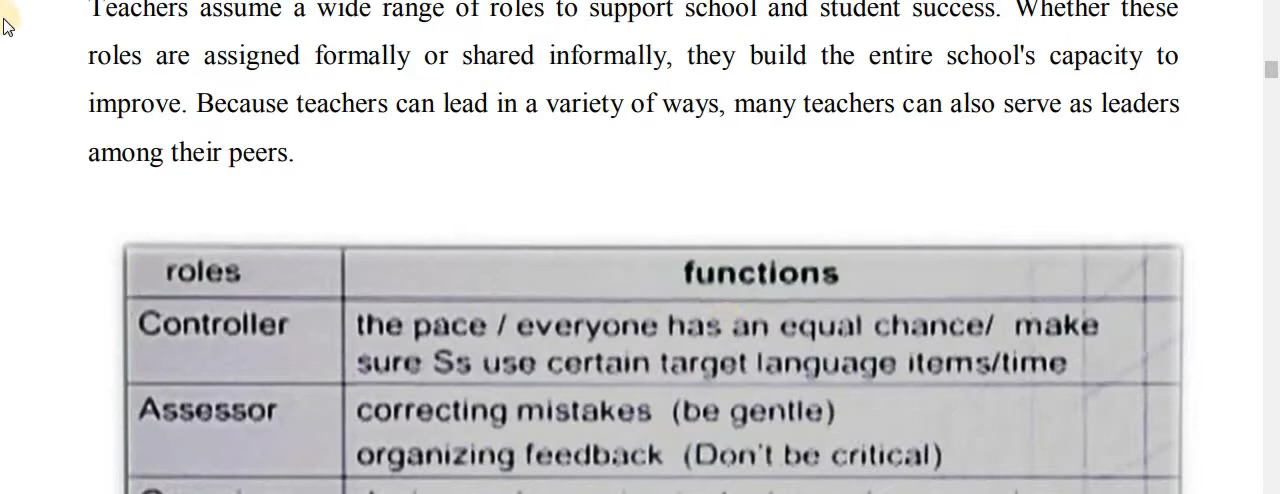 Teachers assume a wide range of roles to support school and student success. Whether these
roles are assigned formally or shared informally, they build the entire school's capacity to
improve. Because teachers can lead in a variety of ways, many teachers can also serve as leaders
among their peers.
roles functions
Controller the pace / everyone has an equal chance/ make
sure Ss use certain target language items/time
Assessor correcting mistakes (be gentle)
organizing feedback (Don't be critical)